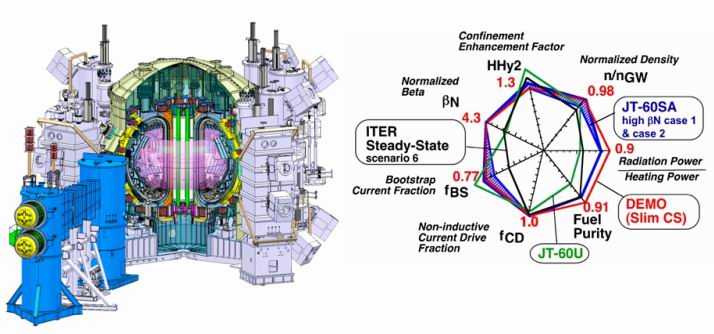 Confinement
Enhancement Factor
HHy2
1.3
Normalized Density
n/nGW
0.98
Normalized
Beta
βN
4.3
JT-60SA
high βN case 1
& case 2
ITER
Steady-State
scenario 6
0.9
Radiation Power
Heating Power
0.77
Bootstrap
Current Fraction
fBS
DEMO
(Slim CS)
0.91
Fuel
Purity
1.0
fCD
Non-inductive
Current Drive
Fraction
JT-60U